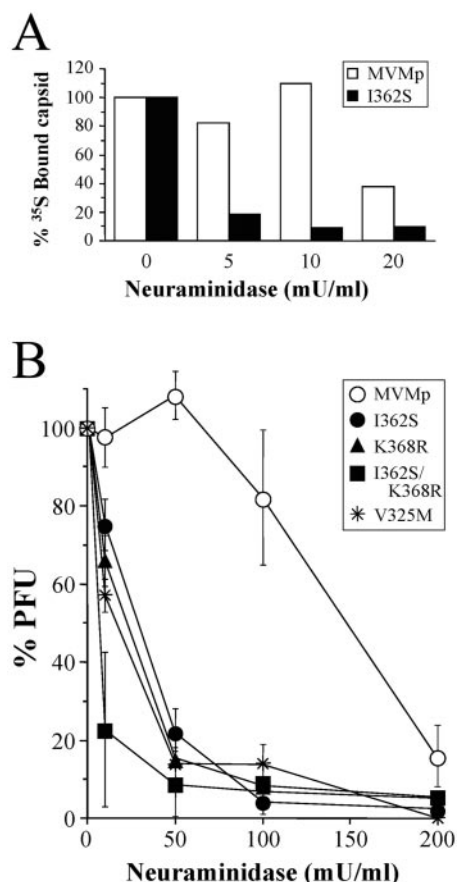 A
% ³⁵S Bound capsid
120
100
80
60
40
20
0
MVMp
I362S
0 5 10 20
Neuraminidase (mU/ml)
B
% PFU
100
80
60
40
20
0
MVMp
I362S
K368R
I362S/
K368R
V325M
0 50 100 150 200
Neuraminidase (mU/ml)